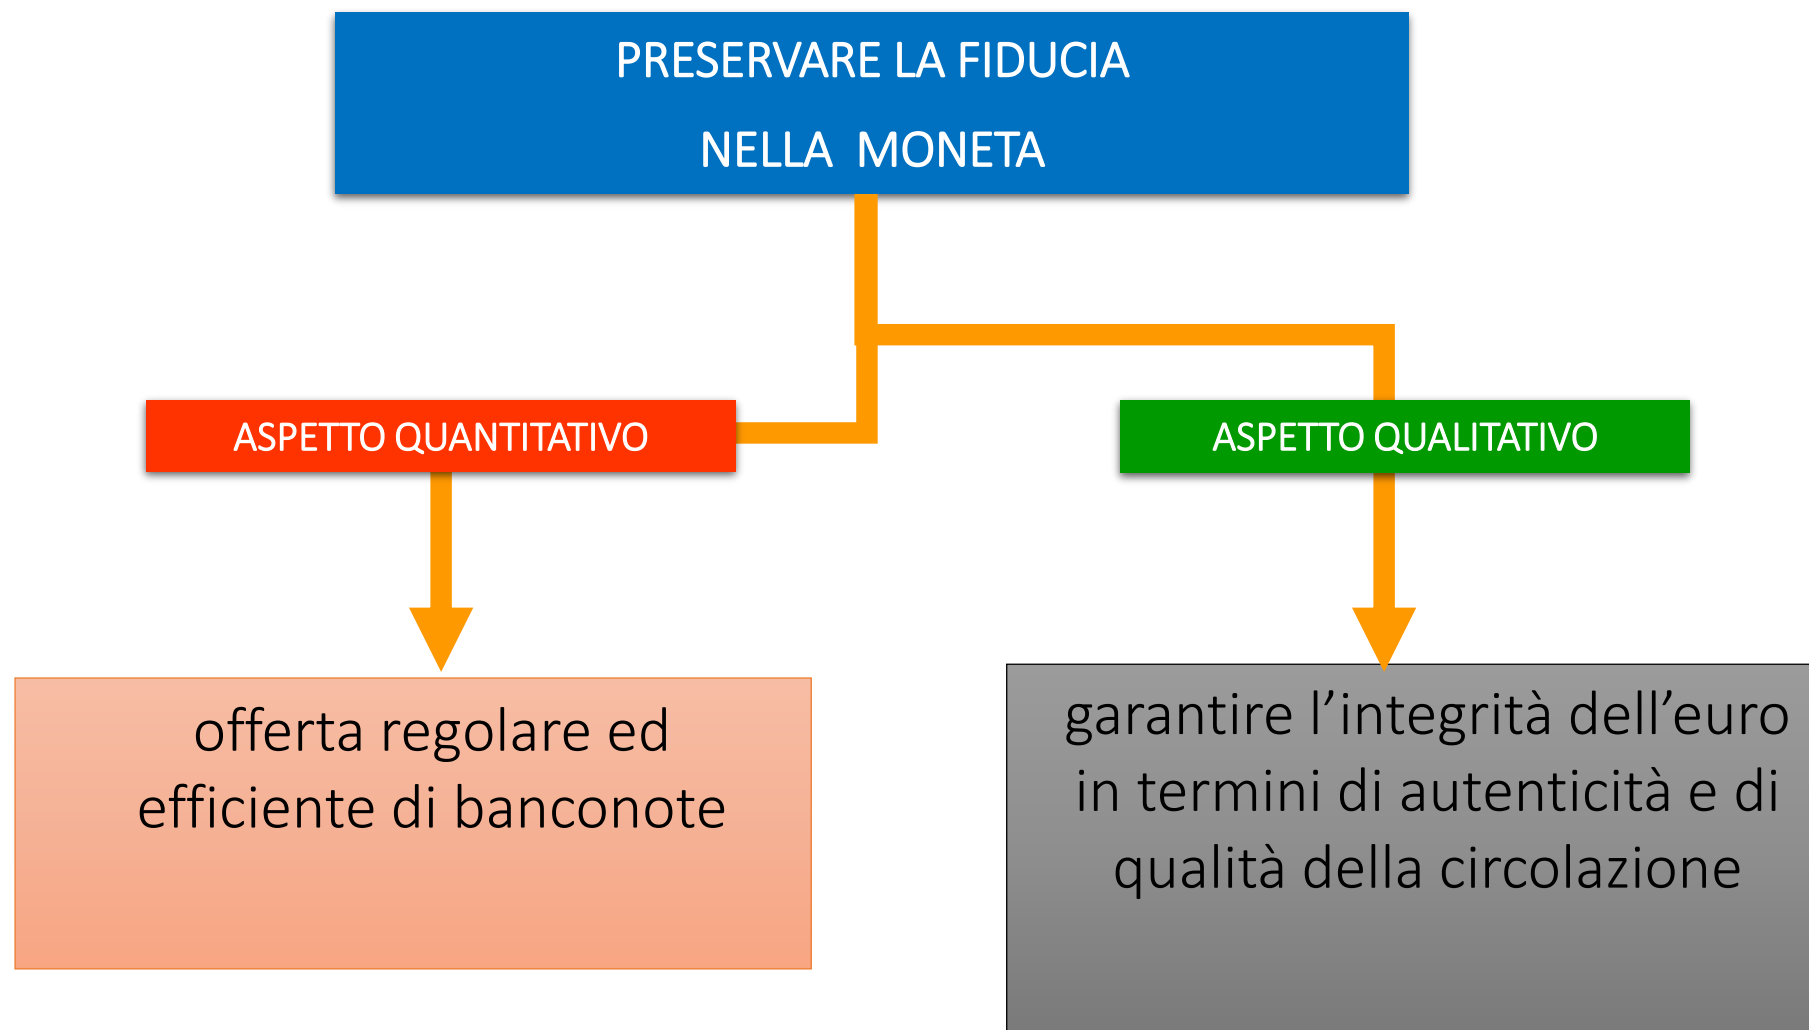 PRESERVARE LA FIDUCIA
NELLA MONETA
ASPETTO QUANTITATIVO
ASPETTO QUALITATIVO
offerta regolare ed
efficiente di banconote
garantire l’integrità dell’euro
in termini di autenticità e di
qualità della circolazione